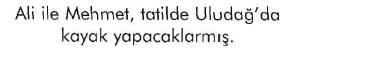 Ali ile Mehmet, tatilde Uludağ'da
kayak yapacaklarmış.